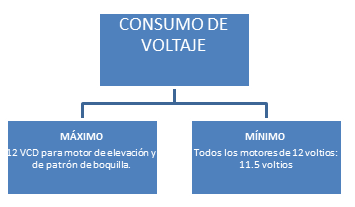 CONSUMO DE
VOLTAJE
MÁXIMO
12 VCD para motor de elevación y
de patrón de boquilla.
MÍNIMO
Todos los motores de 12 voltios:
11.5 voltios